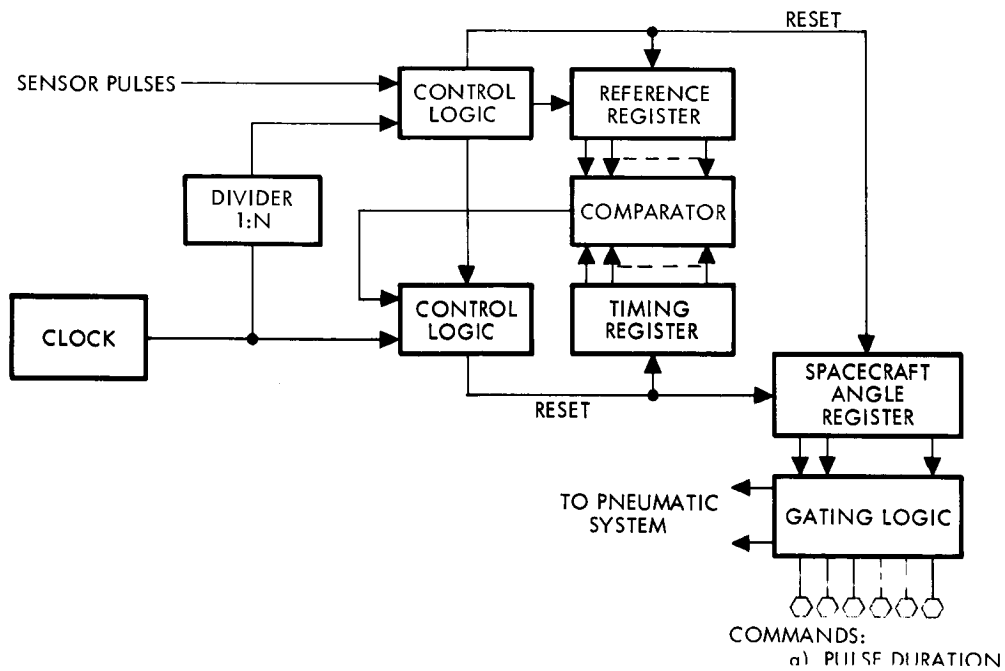 RESET
SENSOR PULSES
CONTROL
LOGIC
REFERENCE
REGISTER
DIVIDER
1:N
COMPARATOR
CLOCK
CONTROL
LOGIC
TIMING
REGISTER
RESET
SPACECRAFT
ANGLE
REGISTER
TO PNEUMATIC
SYSTEM
GATING LOGIC
COMMANDS:
a) PULSE DURATION